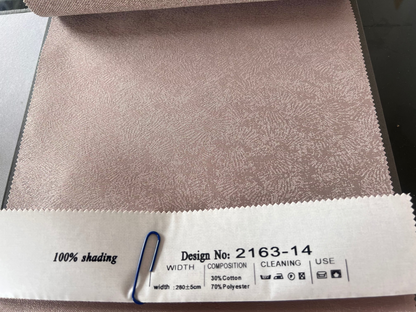 100% shading
Design No: 2163-14
WIDTH COMPOSITION CLEANING USE
width :280±5cm 30%Cotton
70%Polyester